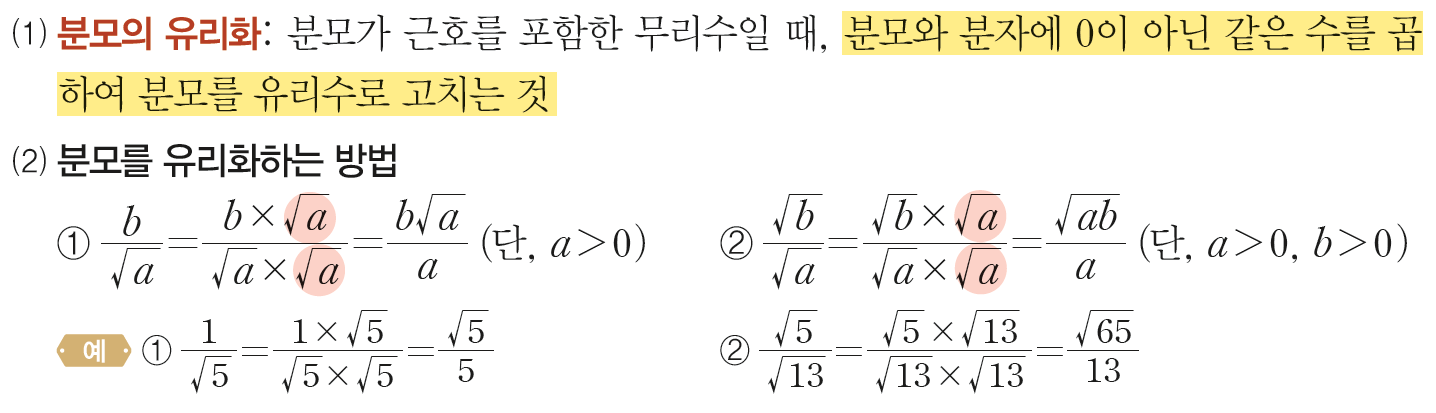 (1) 분모의 유리화: 분모가 근호를 포함한 무리수일 때, 분모와 분자에 0이 아닌 같은 수를 곱
하여 분모를 유리수로 고치는 것
(2) 분모를 유리화하는 방법
① b/√a = (b×√a)/(√a×√a) = b√a/a (단, a>0) ② √b/√a = (√b×√a)/(√a×√a) = √ab/a (단, a>0, b>0)
예 ① 1/√5 = (1×√5)/(√5×√5) = √5/5 ② √5/√13 = (√5×√13)/(√13×√13) = √65/13